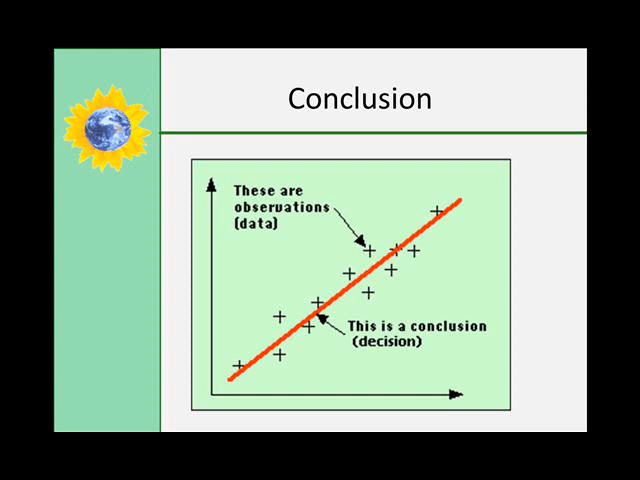 Conclusion
These are
observations
(data)
This is a conclusion
(decision)